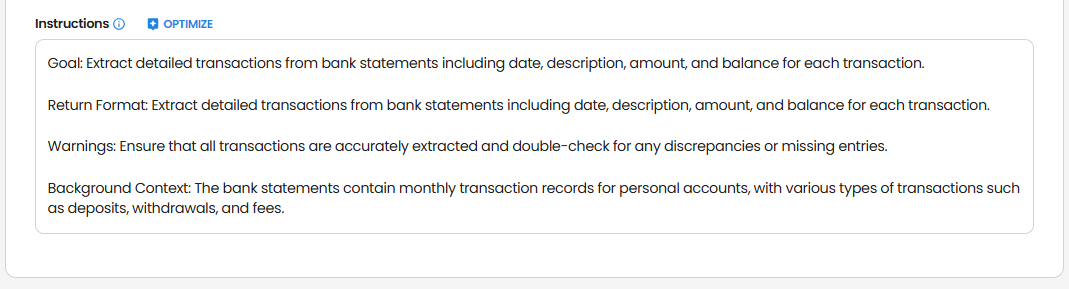 Instructions
OPTIMIZE
Goal: Extract detailed transactions from bank statements including date, description, amount, and balance for each transaction.
Return Format: Extract detailed transactions from bank statements including date, description, amount, and balance for each transaction.
Warnings: Ensure that all transactions are accurately extracted and double-check for any discrepancies or missing entries.
Background Context: The bank statements contain monthly transaction records for personal accounts, with various types of transactions such
as deposits, withdrawals, and fees.